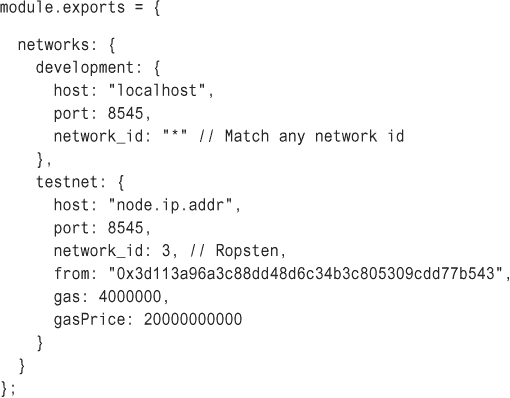 module.exports = {
networks: {
development: {
host: "localhost",
port: 8545,
network_id: "*" // Match any network id
},
testnet: {
host: "node.ip.addr",
port: 8545,
network_id: 3, // Ropsten,
from: "0x3d113a96a3c88dd48d6c34b3c805309cdd77b543",
gas: 4000000,
gasPrice: 20000000000
}
}
};